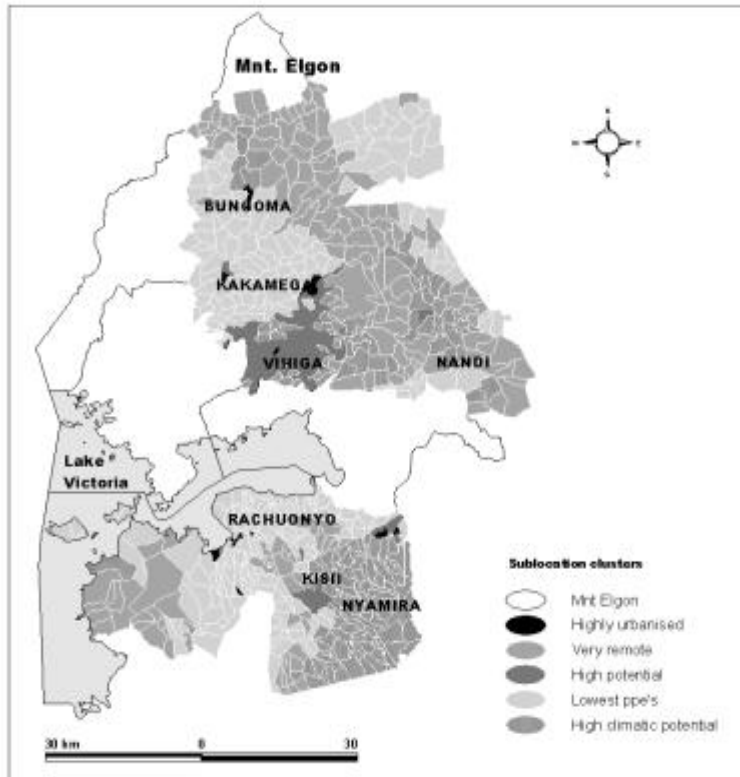 Mnt. Elgon
N
W E
S
BUNGOMA
KAKAMEGA
VIHIGA
NANDI
Lake
Victoria
RACHUONYO
KISII
NYAMIRA
Sublocation clusters
Mnt Elgon
Highly urbanised
Very remote
High potential
Lowest ppe's
High climatic potential
30 km 0 30